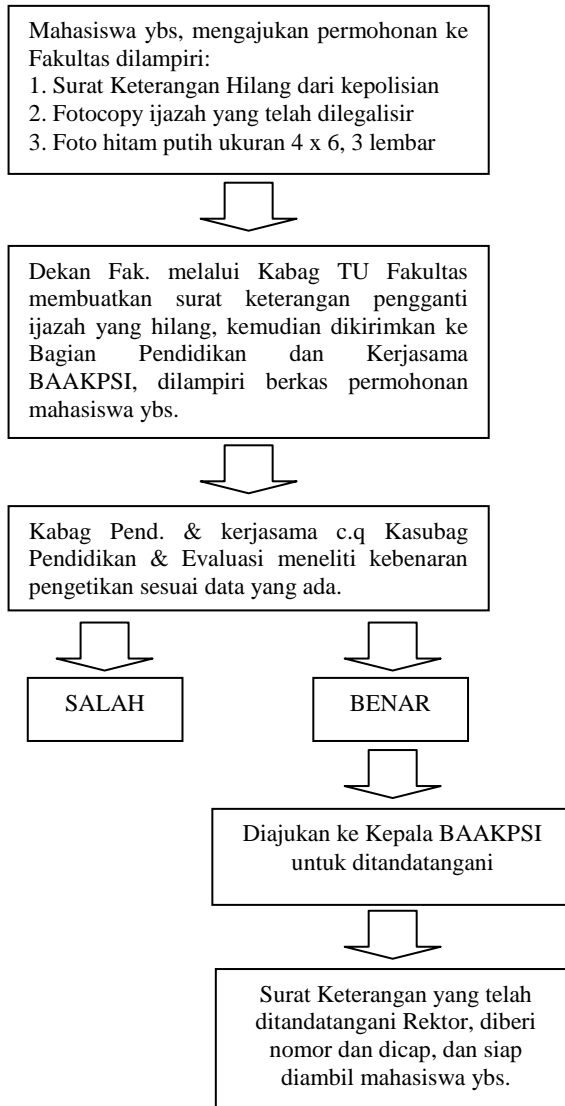 Mahasiswa ybs, mengajukan permohonan ke
Fakultas dilampiri:
1. Surat Keterangan Hilang dari kepolisian
2. Fotocopy ijazah yang telah dilegalisir
3. Foto hitam putih ukuran 4 x 6, 3 lembar
Dekan Fak. melalui Kabag TU Fakultas
membuatkan surat keterangan pengganti
ijazah yang hilang, kemudian dikirimkan ke
Bagian Pendidikan dan Kerjasama
BAAKPSI, dilampiri berkas permohonan
mahasiswa ybs.
Kabag Pend. & kerjasama c.q Kasubag
Pendidikan & Evaluasi meneliti kebenaran
pengetikan sesuai data yang ada.
SALAH
BENAR
Diajukan ke Kepala BAAKPSI
untuk ditandatangani
Surat Keterangan yang telah
ditandatangani Rektor, diberi
nomor dan dicap, dan siap
diambil mahasiswa ybs.